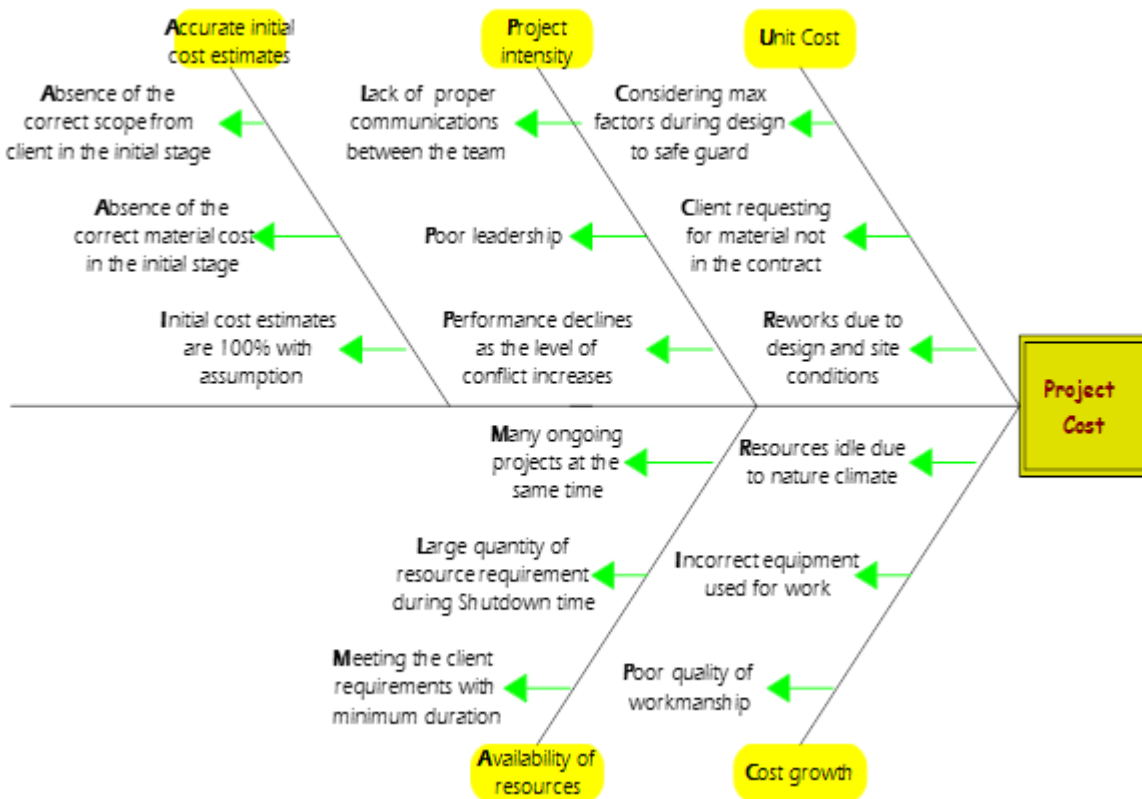 Accurate initial
cost estimates
Project
intensity
Unit Cost
Absence of the
correct scope from
client in the initial stage
Lack of proper
communications
between the team
Considering max
factors during design
to safe guard
Absence of the
correct material cost
in the initial stage
Poor leadership
Client requesting
for material not
in the contract
Initial cost estimates
are 100% with
assumption
Performance declines
as the level of
conflict increases
Reworks due to
design and site
conditions
Project
Cost
Many ongoing
projects at the
same time
Resources idle due
to nature climate
Large quantity of
resource requirement
during Shutdown time
Incorrect equipment
used for work
Meeting the client
requirements with
minimum duration
Poor quality of
workmanship
Availability of
resources
Cost growth